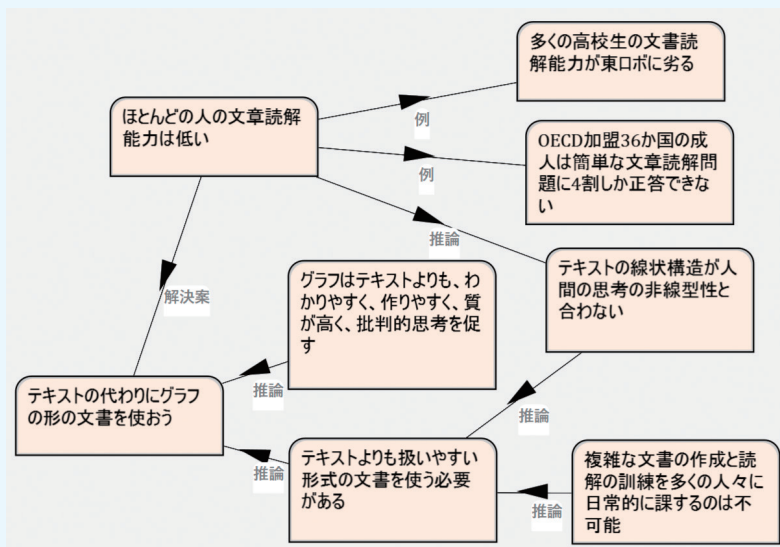 多くの高校生の文書読
解能力が東ロボに劣る
ほとんどの人の文章読解
能力は低い
例
OECD加盟36か国の成
人は簡単な文章読解問
題に4割しか正答できな
い
例
推論
テキストの線状構造が人
間の思考の非線型性と
合わない
解決案
グラフはテキストよりも、わ
かりやすく、作りやすく、質
が高く、批判的思考を促
す
推論
テキストの代わりにグラフ
の形の文書を使おう
推論
推論
テキストよりも扱いやすい
形式の文書を使う必要
がある
推論
複雑な文書の作成と読
解の訓練を多くの人々に
日常的に課するのは不
可能